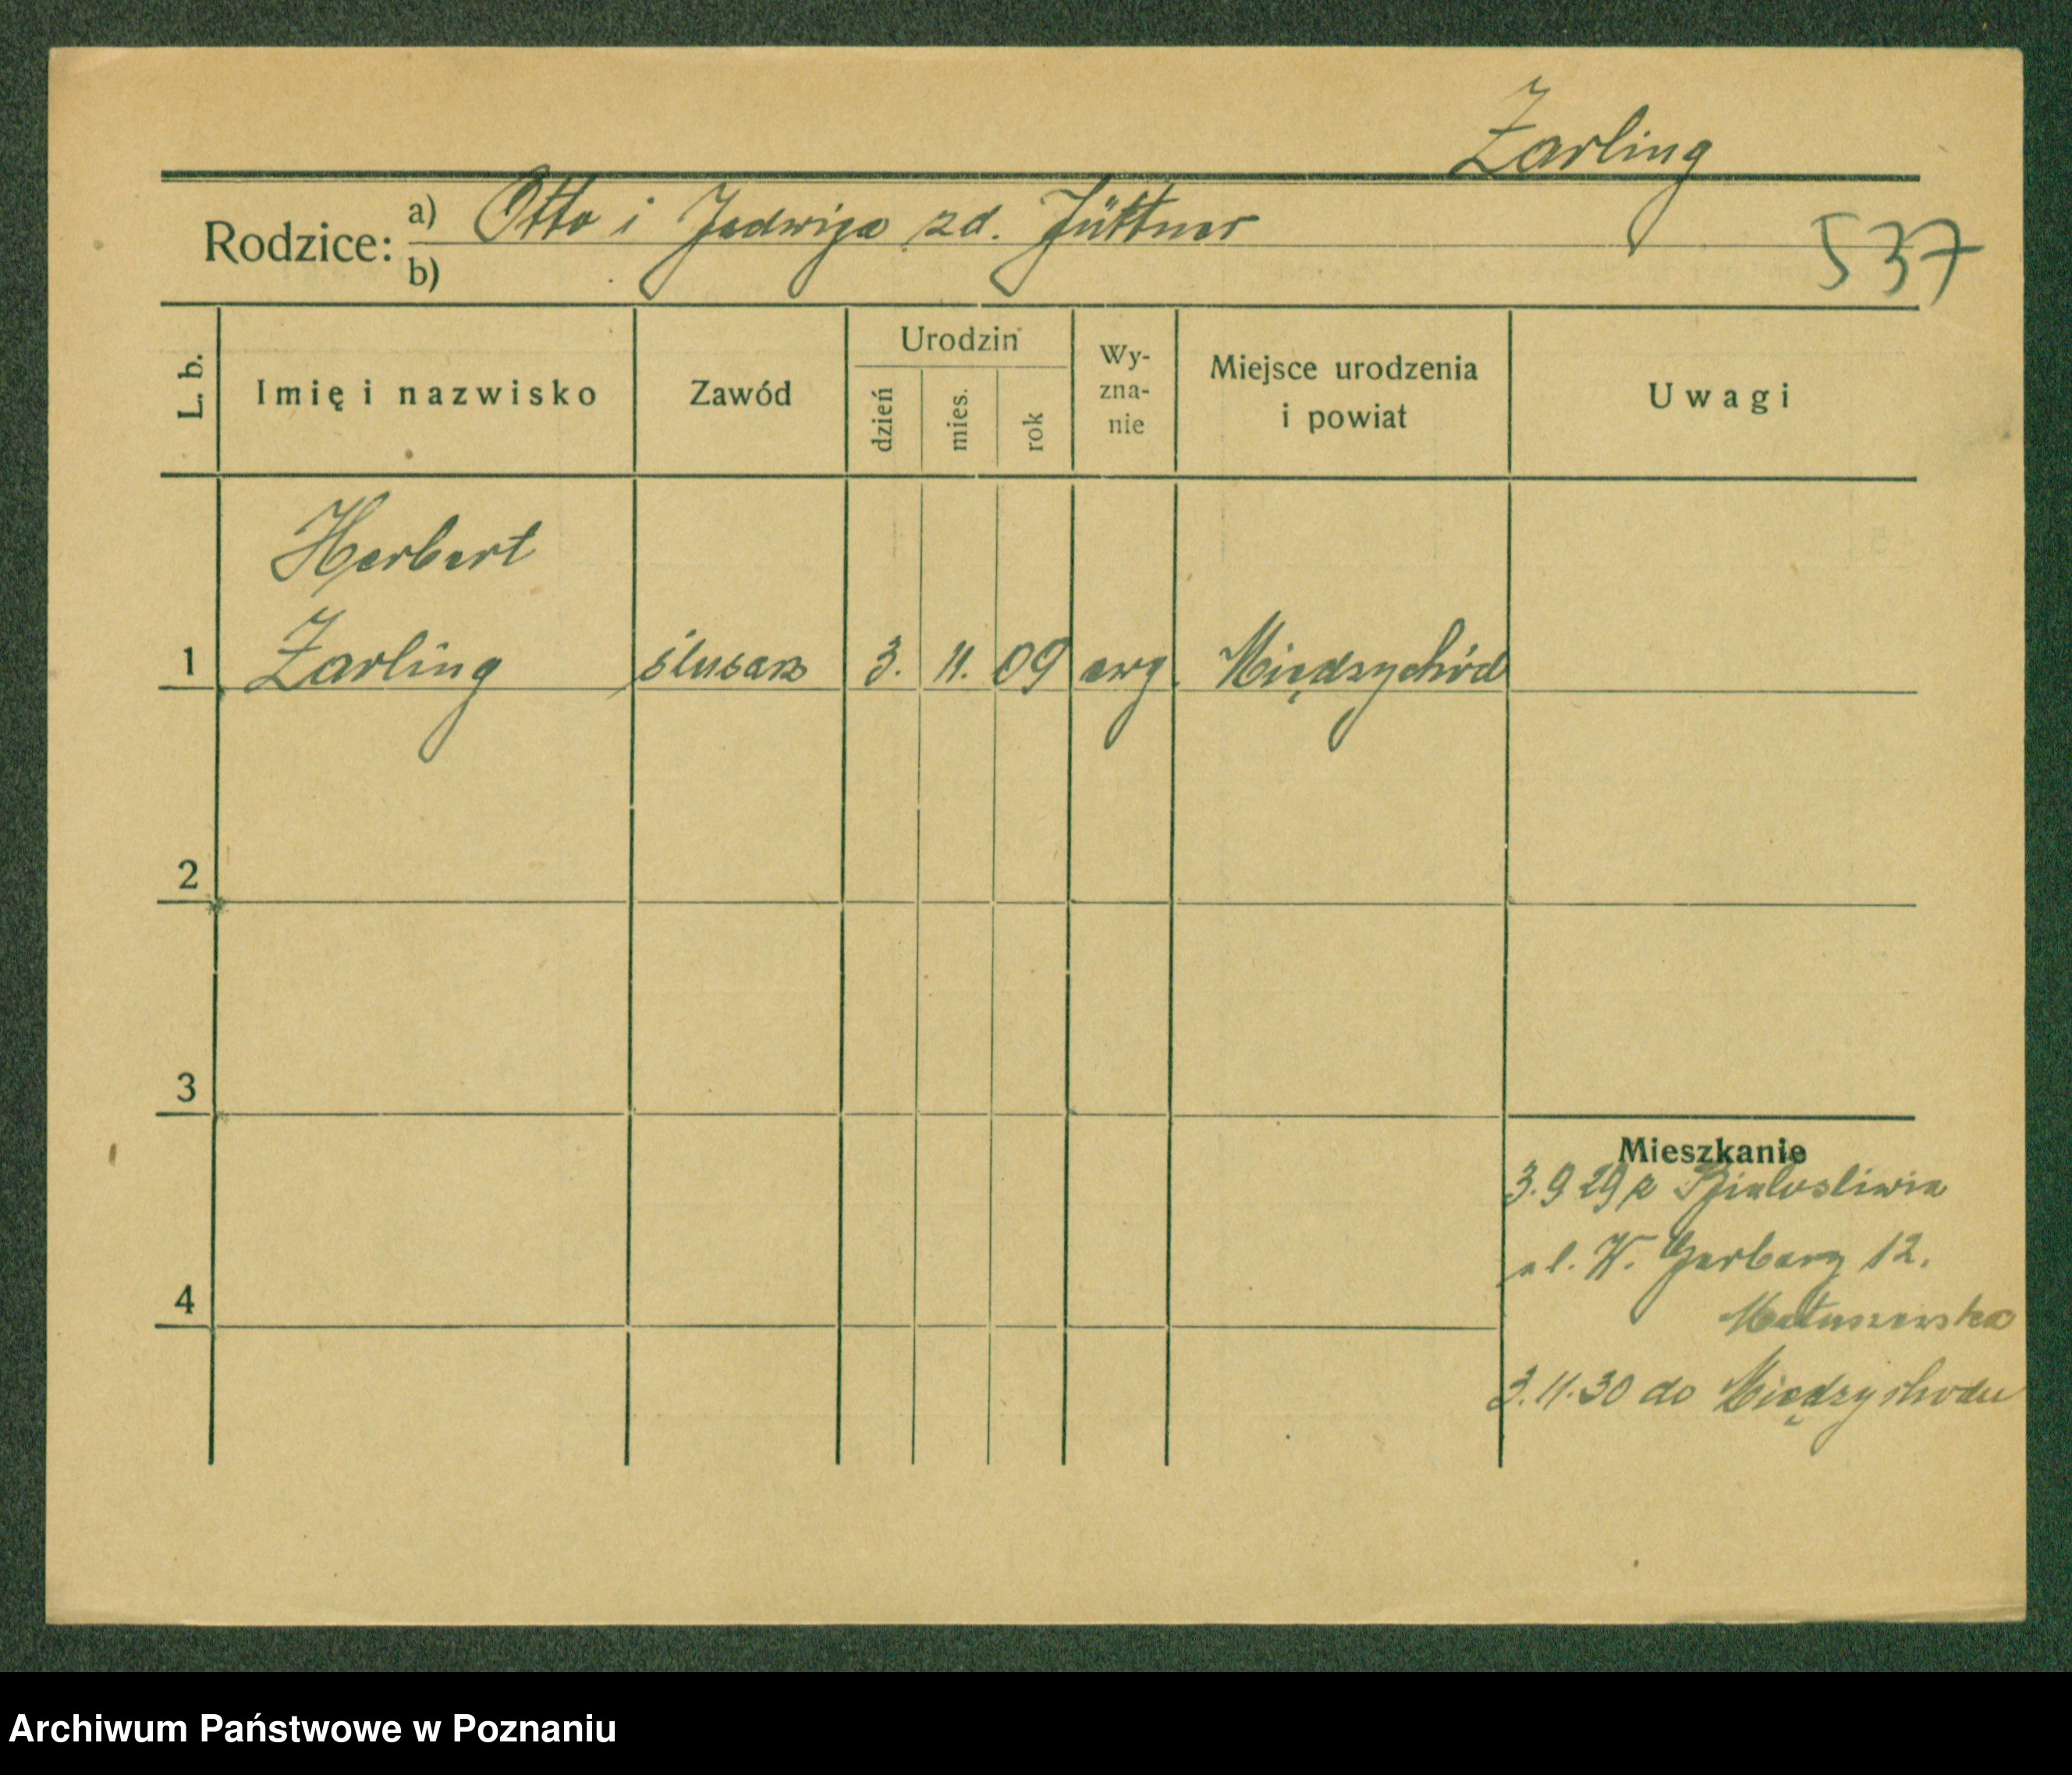 Zarling
Rodzice: a) Otto i Jadwiga zd. Jüttner
b)
537
L. b.
Imię i nazwisko
Zawód
Urodzin
dzień
mies.
rok
Wy-
zna-
nie
Miejsce urodzenia
i powiat
Uwagi
Herbert
1 Zarling ślusarz 3. 11. 09 ewg. Międzychód
2
3
4
Mieszkanie
3.9 29 z Białosliwia
ul. W. Garbary 12.
Matuszewska
3.11.30 do Międzychodu
Archiwum Państwowe w Poznaniu